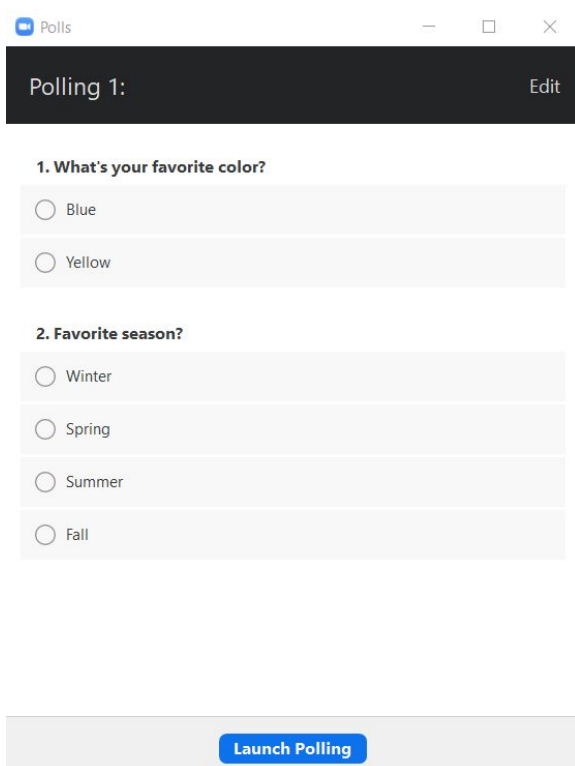 Polls
Polling 1:
Edit
1. What's your favorite color?
Blue
Yellow
2. Favorite season?
Winter
Spring
Summer
Fall
Launch Polling